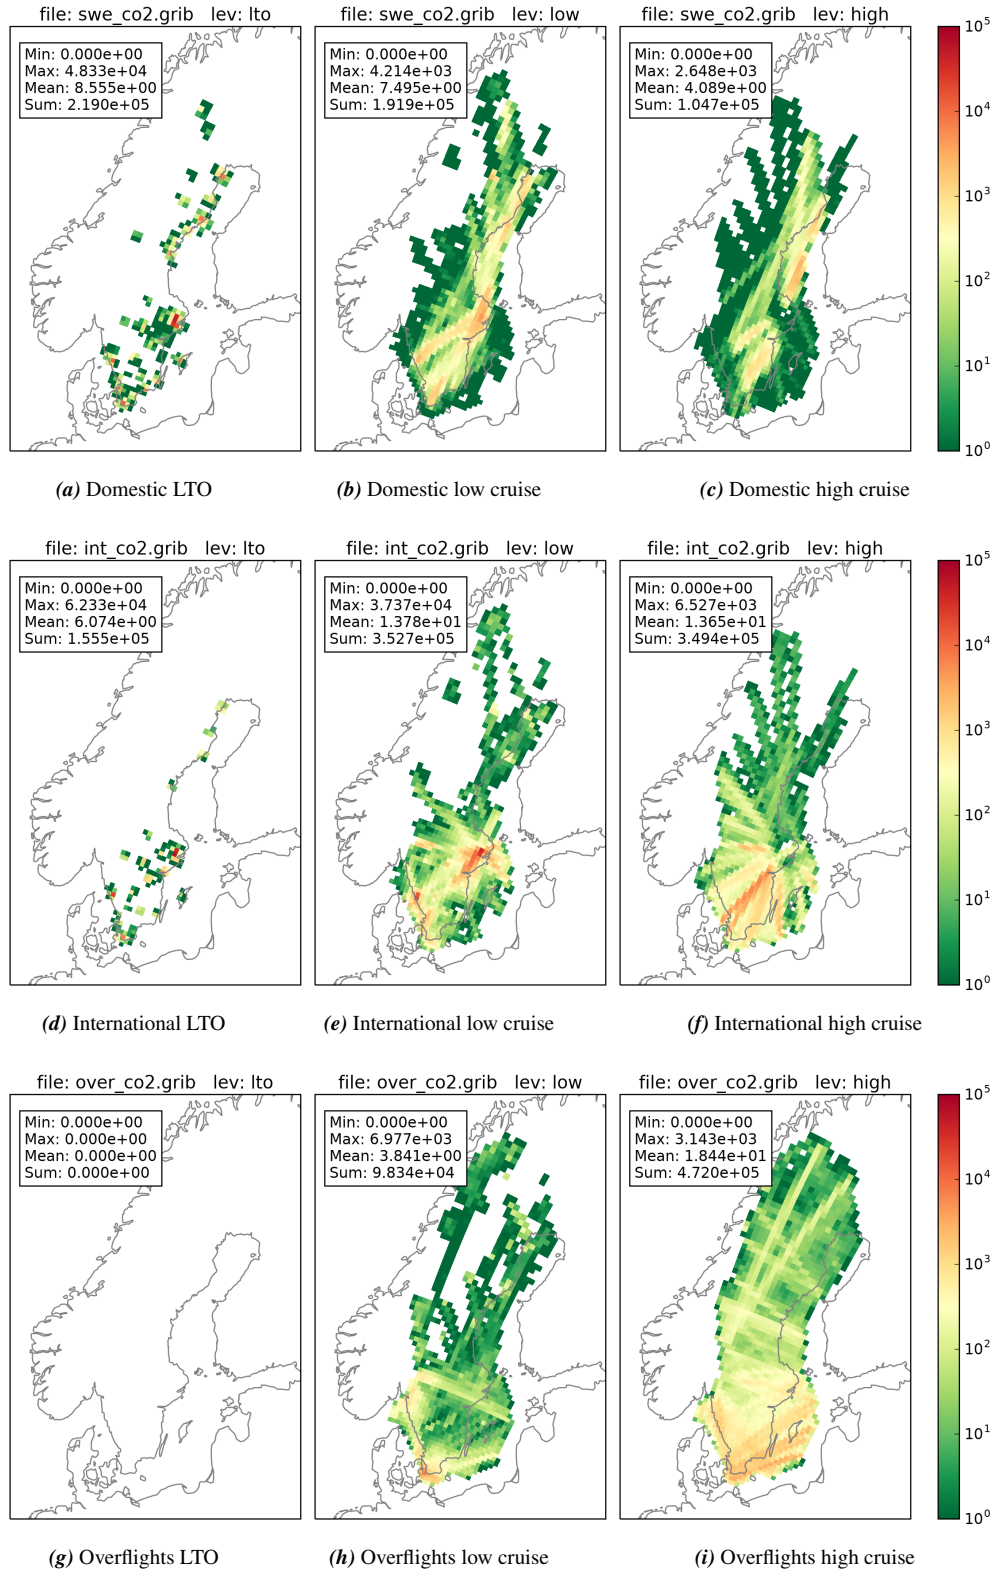 file: swe_co2.grib lev: lto
file: swe_co2.grib lev: low
file: swe_co2.grib lev: high
Min: 0.000e+00
Max: 4.833e+04
Mean: 8.555e+00
Sum: 2.190e+05
Min: 0.000e+00
Max: 4.214e+03
Mean: 7.495e+00
Sum: 1.919e+05
Min: 0.000e+00
Max: 2.648e+03
Mean: 4.089e+00
Sum: 1.047e+05
10⁵
10⁴
10³
10²
10¹
10⁰
(a) Domestic LTO
(b) Domestic low cruise
(c) Domestic high cruise
file: int_co2.grib lev: lto
file: int_co2.grib lev: low
file: int_co2.grib lev: high
Min: 0.000e+00
Max: 6.233e+04
Mean: 6.074e+00
Sum: 1.555e+05
Min: 0.000e+00
Max: 3.737e+04
Mean: 1.378e+01
Sum: 3.527e+05
Min: 0.000e+00
Max: 6.527e+03
Mean: 1.365e+01
Sum: 3.494e+05
10⁵
10⁴
10³
10²
10¹
10⁰
(d) International LTO
(e) International low cruise
(f) International high cruise
file: over_co2.grib lev: lto
file: over_co2.grib lev: low
file: over_co2.grib lev: high
Min: 0.000e+00
Max: 0.000e+00
Mean: 0.000e+00
Sum: 0.000e+00
Min: 0.000e+00
Max: 6.977e+03
Mean: 3.841e+00
Sum: 9.834e+04
Min: 0.000e+00
Max: 3.143e+03
Mean: 1.844e+01
Sum: 4.720e+05
10⁵
10⁴
10³
10²
10¹
10⁰
(g) Overflights LTO
(h) Overflights low cruise
(i) Overflights high cruise